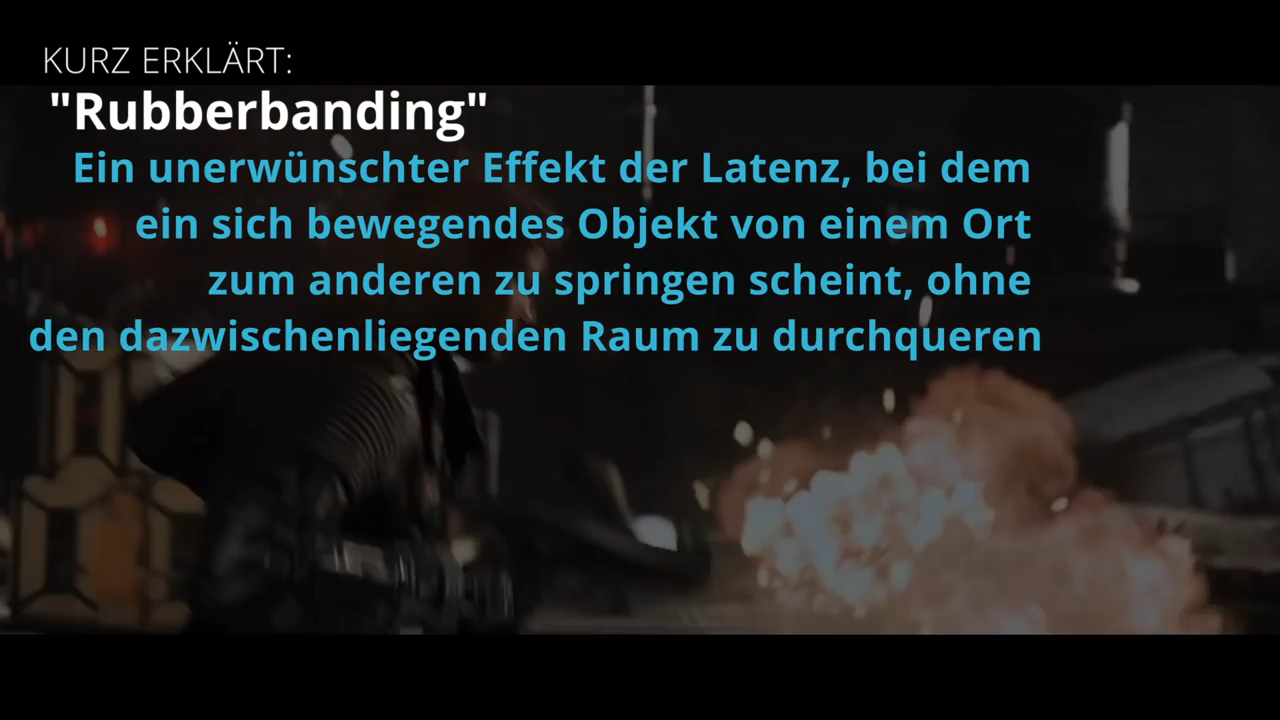 KURZ ERKLÄRT:
"Rubberbanding"
Ein unerwünschter Effekt der Latenz, bei dem
ein sich bewegendes Objekt von einem Ort
zum anderen zu springen scheint, ohne
den dazwischenliegenden Raum zu durchqueren